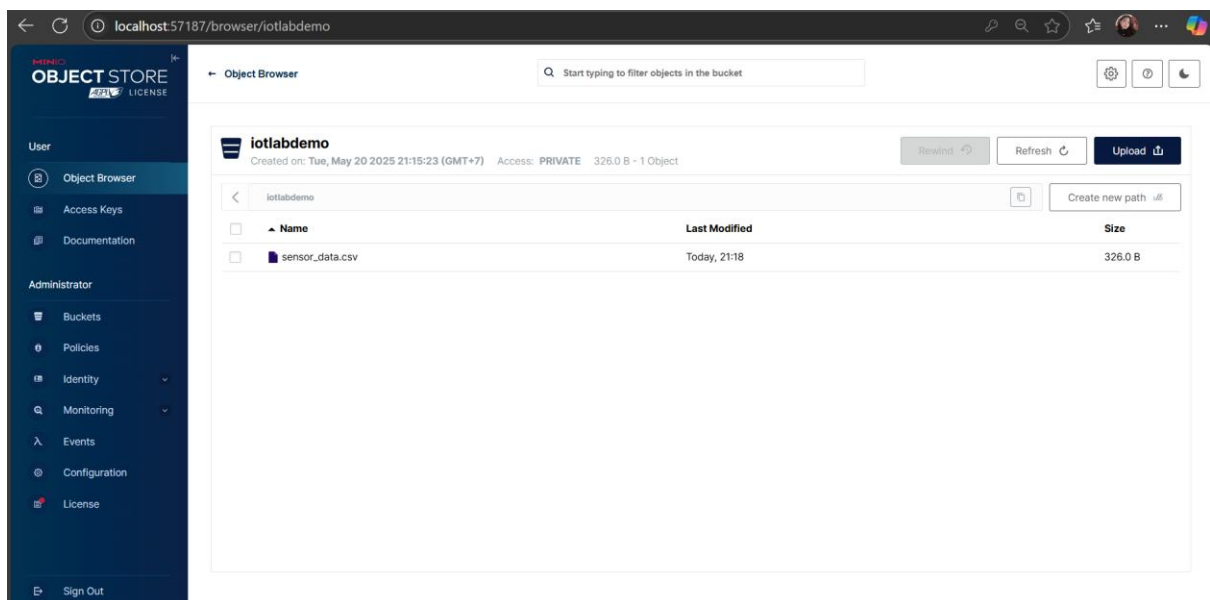 localhost:57187/browser/iotlabdemo
MINIO
OBJECT STORE
AGPLV3 LICENSE
← Object Browser
Start typing to filter objects in the bucket
User
Object Browser
Access Keys
Documentation
Administrator
Buckets
Policies
Identity
Monitoring
Events
Configuration
License
Sign Out
iotlabdemo
Created on: Tue, May 20 2025 21:15:23 (GMT+7) Access: PRIVATE 326.0 B - 1 Object
Rewind
Refresh
Upload
iotlabdemo
Create new path
Name Last Modified Size
sensor_data.csv Today, 21:18 326.0 B